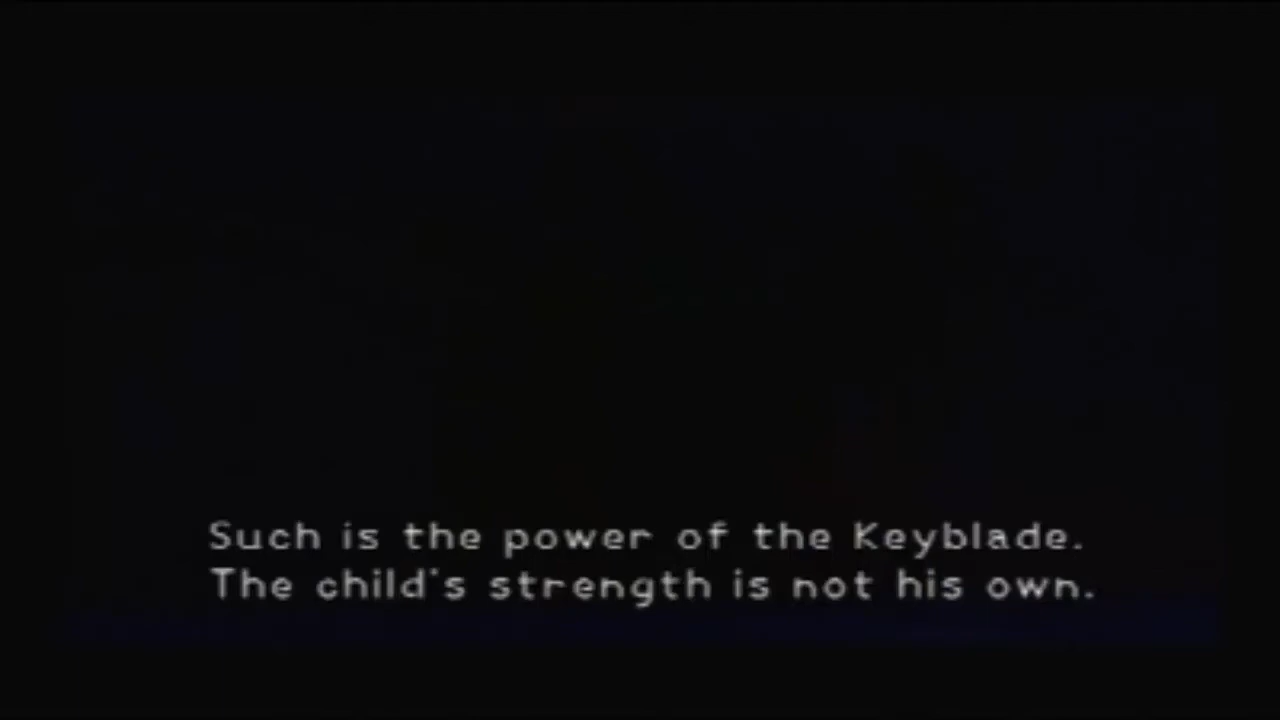 Such is the power of the Keyblade.
The child's strength is not his own.